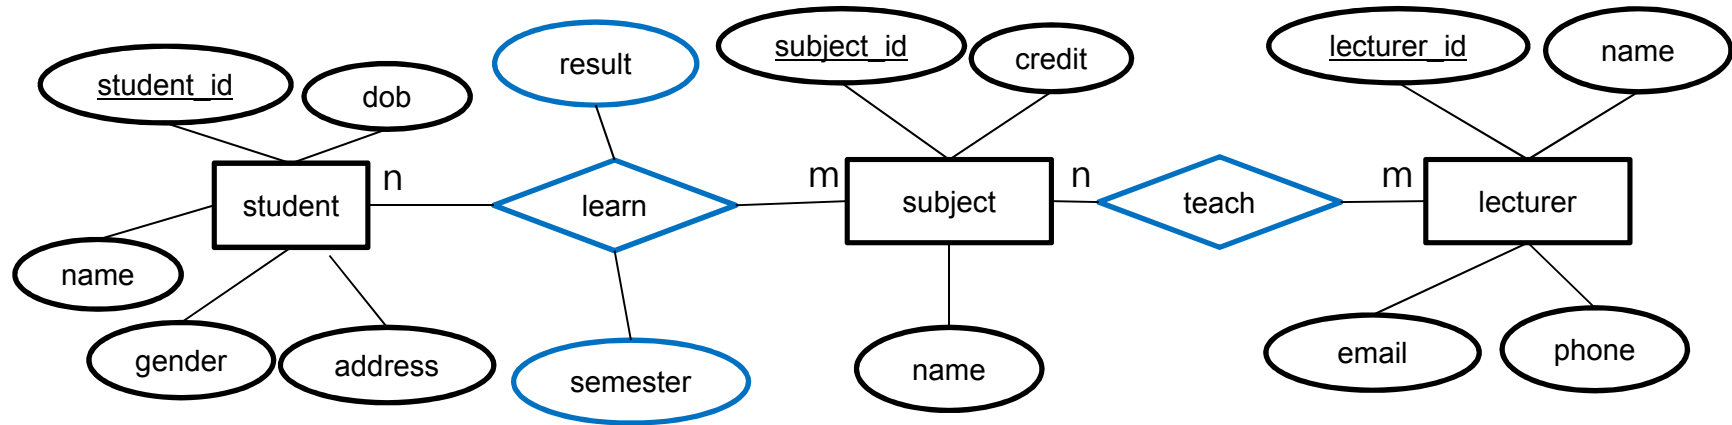 subject_id
lecturer_id
name
result
credit
student_id
dob
n
m
n
m
student
learn
subject
teach
lecturer
name
gender
address
semester
name
email
phone